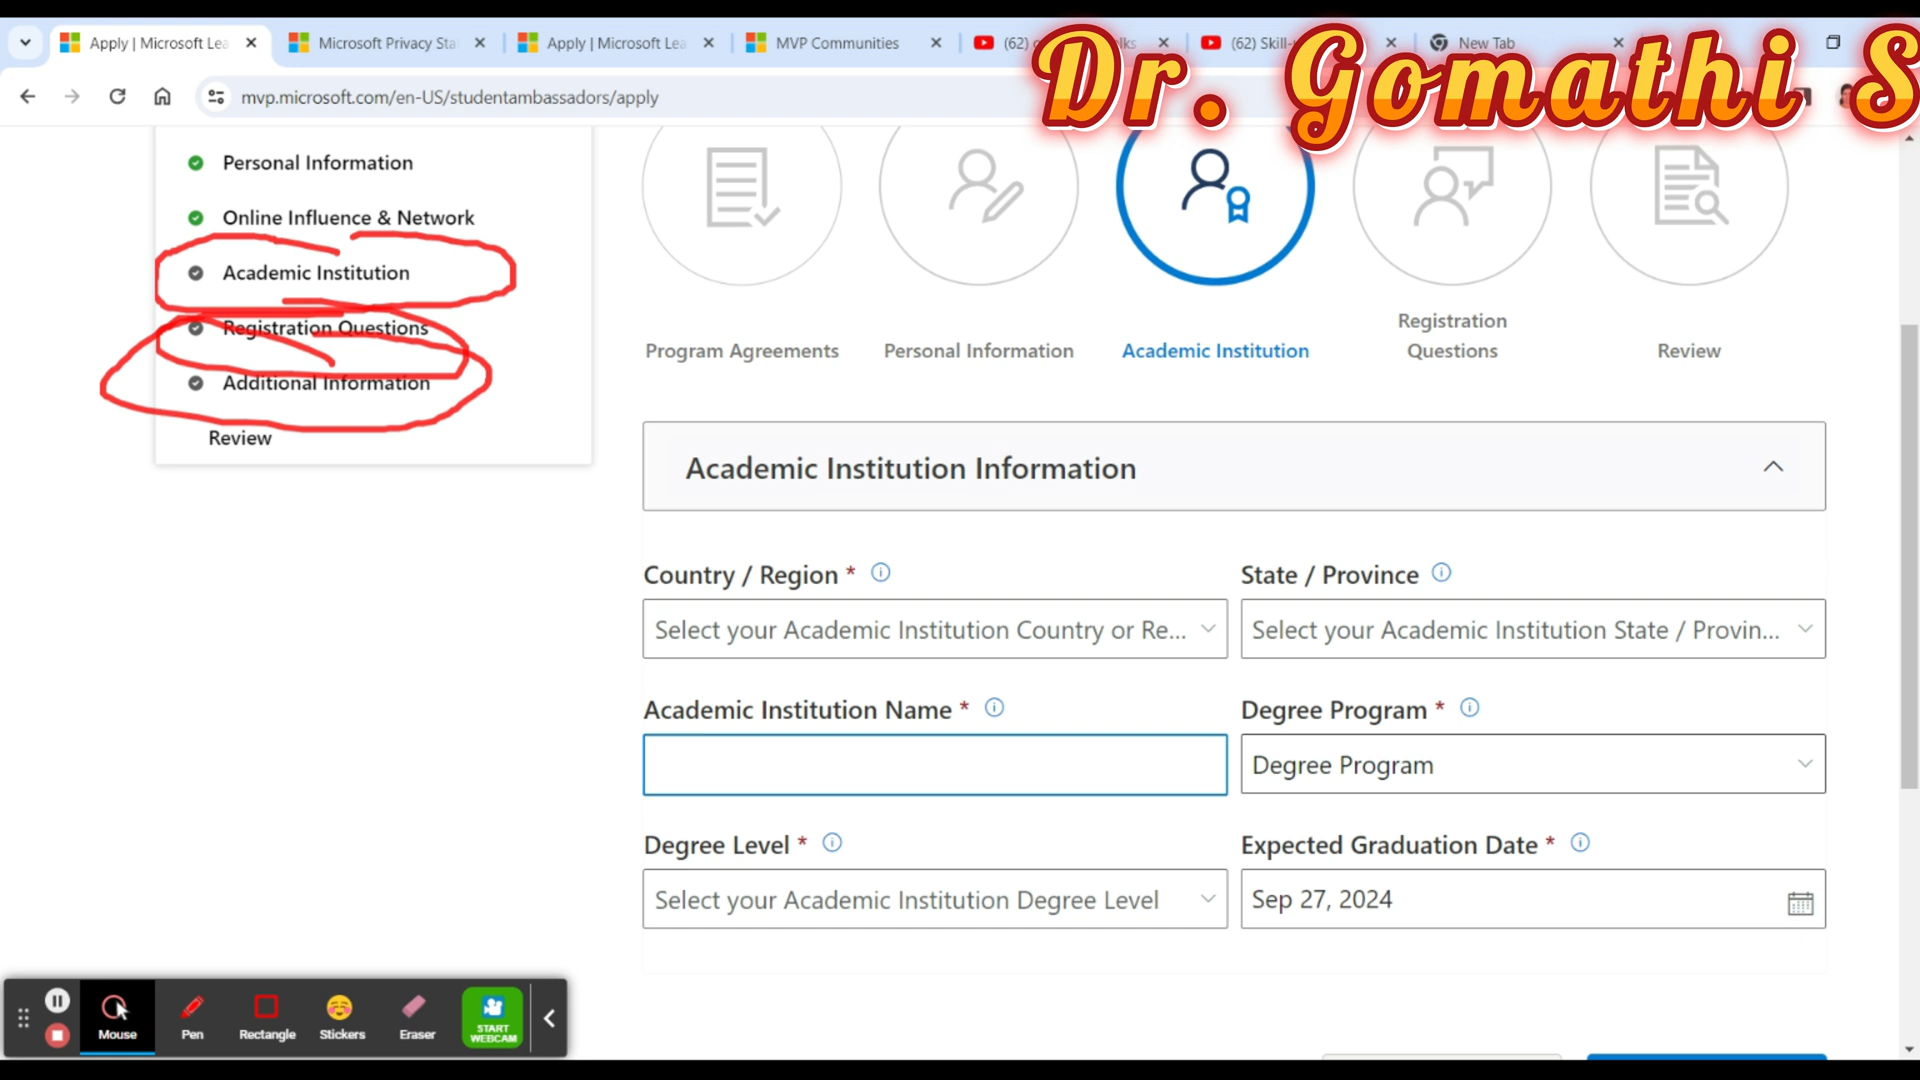 Apply | Microsoft Lea
Microsoft Privacy Sta
Apply | Microsoft Lea
MVP Communities
(62)
(62) Skill-
New Tab
Dr. Gomathi S
mvp.microsoft.com/en-US/studentambassadors/apply
Personal Information
Online Influence & Network
Academic Institution
Registration Questions
Additional Information
Review
Program Agreements
Personal Information
Academic Institution
Registration
Questions
Review
Academic Institution Information
Country / Region *
State / Province
Select your Academic Institution Country or Re...
Select your Academic Institution State / Provin...
Academic Institution Name *
Degree Program *
Degree Program
Degree Level *
Expected Graduation Date *
Select your Academic Institution Degree Level
Sep 27, 2024
Mouse
Pen
Rectangle
Stickers
Eraser
START
WEBCAM